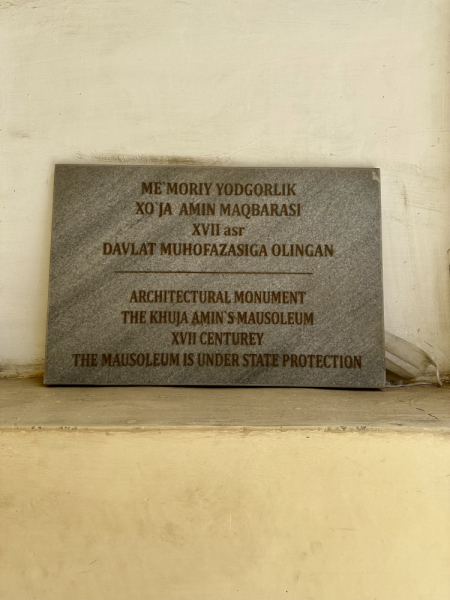 ME`MORIY YODGORLIK
XO`JA AMIN MAQBARASI
XVII asr
DAVLAT MUHOFAZASIGA OLINGAN
ARCHITECTURAL MONUMENT
THE KHUJA AMIN`S MAUSOLEUM
XVII CENTUREY
THE MAUSOLEUM IS UNDER STATE PROTECTION